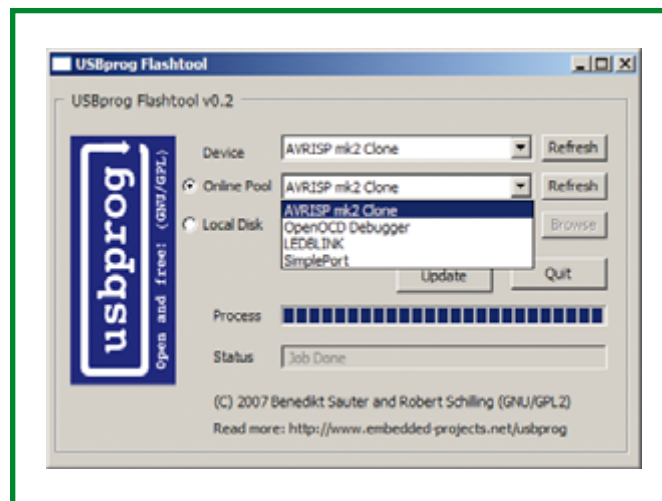 USBprog Flashtool
USBprog Flashtool v0.2
usbprog
Open and free! (GNU/GPL)
Device AVRISP mk2 Clone Refresh
Online Pool AVRISP mk2 Clone Refresh
AVRISP mk2 Clone
OpenOCD Debugger
LEDBLINK
SimplePort
Local Disk Browse
Update Quit
Process
Status Job Done
(C) 2007 Benedikt Sauter and Robert Schilling (GNU/GPL2)
Read more: http://www.embedded-projects.net/usbprog